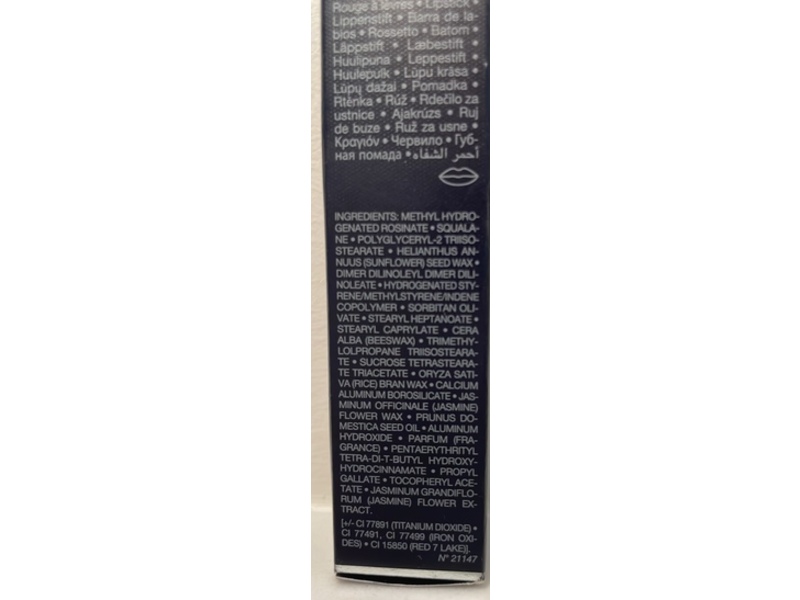 Rouge à lèvres • Lipstick •
Lippenstift • Barra de la-
bios • Rossetto • Batom •
Läppstift • Læbestift •
Huulipuna • Leppestift •
Huulepulk • Lūpu krāsa •
Lūpų dažai • Pomadka •
Rtěnka • Rúž • Rdečilo za
ustnice • Ajakrúzs • Ruj
de buze • Ruž za usne •
Κραγιόν • Червило • Губ-
ная помада • أحمر الشفاه
INGREDIENTS: METHYL HYDRO-
GENATED ROSINATE • SQUALA-
NE • POLYGLYCERYL-2 TRIISO-
STEARATE • HELIANTHUS AN-
NUUS (SUNFLOWER) SEED WAX •
DIMER DILINOLEYL DIMER DILI-
NOLEATE • HYDROGENATED STY-
RENE/METHYLSTYRENE/INDENE
COPOLYMER • SORBITAN OLI-
VATE • STEARYL HEPTANOATE •
STEARYL CAPRYLATE • CERA
ALBA (BEESWAX) • TRIMETHY-
LOLPROPANE TRIISOSTEARA-
TE • SUCROSE TETRASTEARA-
TE TRIACETATE • ORYZA SATI-
VA (RICE) BRAN WAX • CALCIUM
ALUMINUM BOROSILICATE • JAS-
MINUM OFFICINALE (JASMINE)
FLOWER WAX • PRUNUS DO-
MESTICA SEED OIL • ALUMINUM
HYDROXIDE • PARFUM (FRA-
GRANCE) • PENTAERYTHRITYL
TETRA-DI-T-BUTYL HYDROXY-
HYDROCINNAMATE • PROPYL
GALLATE • TOCOPHERYL ACE-
TATE • JASMINUM GRANDIFLO-
RUM (JASMINE) FLOWER EX-
TRACT.
[+/- CI 77891 (TITANIUM DIOXIDE) •
CI 77491, CI 77499 (IRON OXI-
DES) • CI 15850 (RED 7 LAKE)].
N° 21147